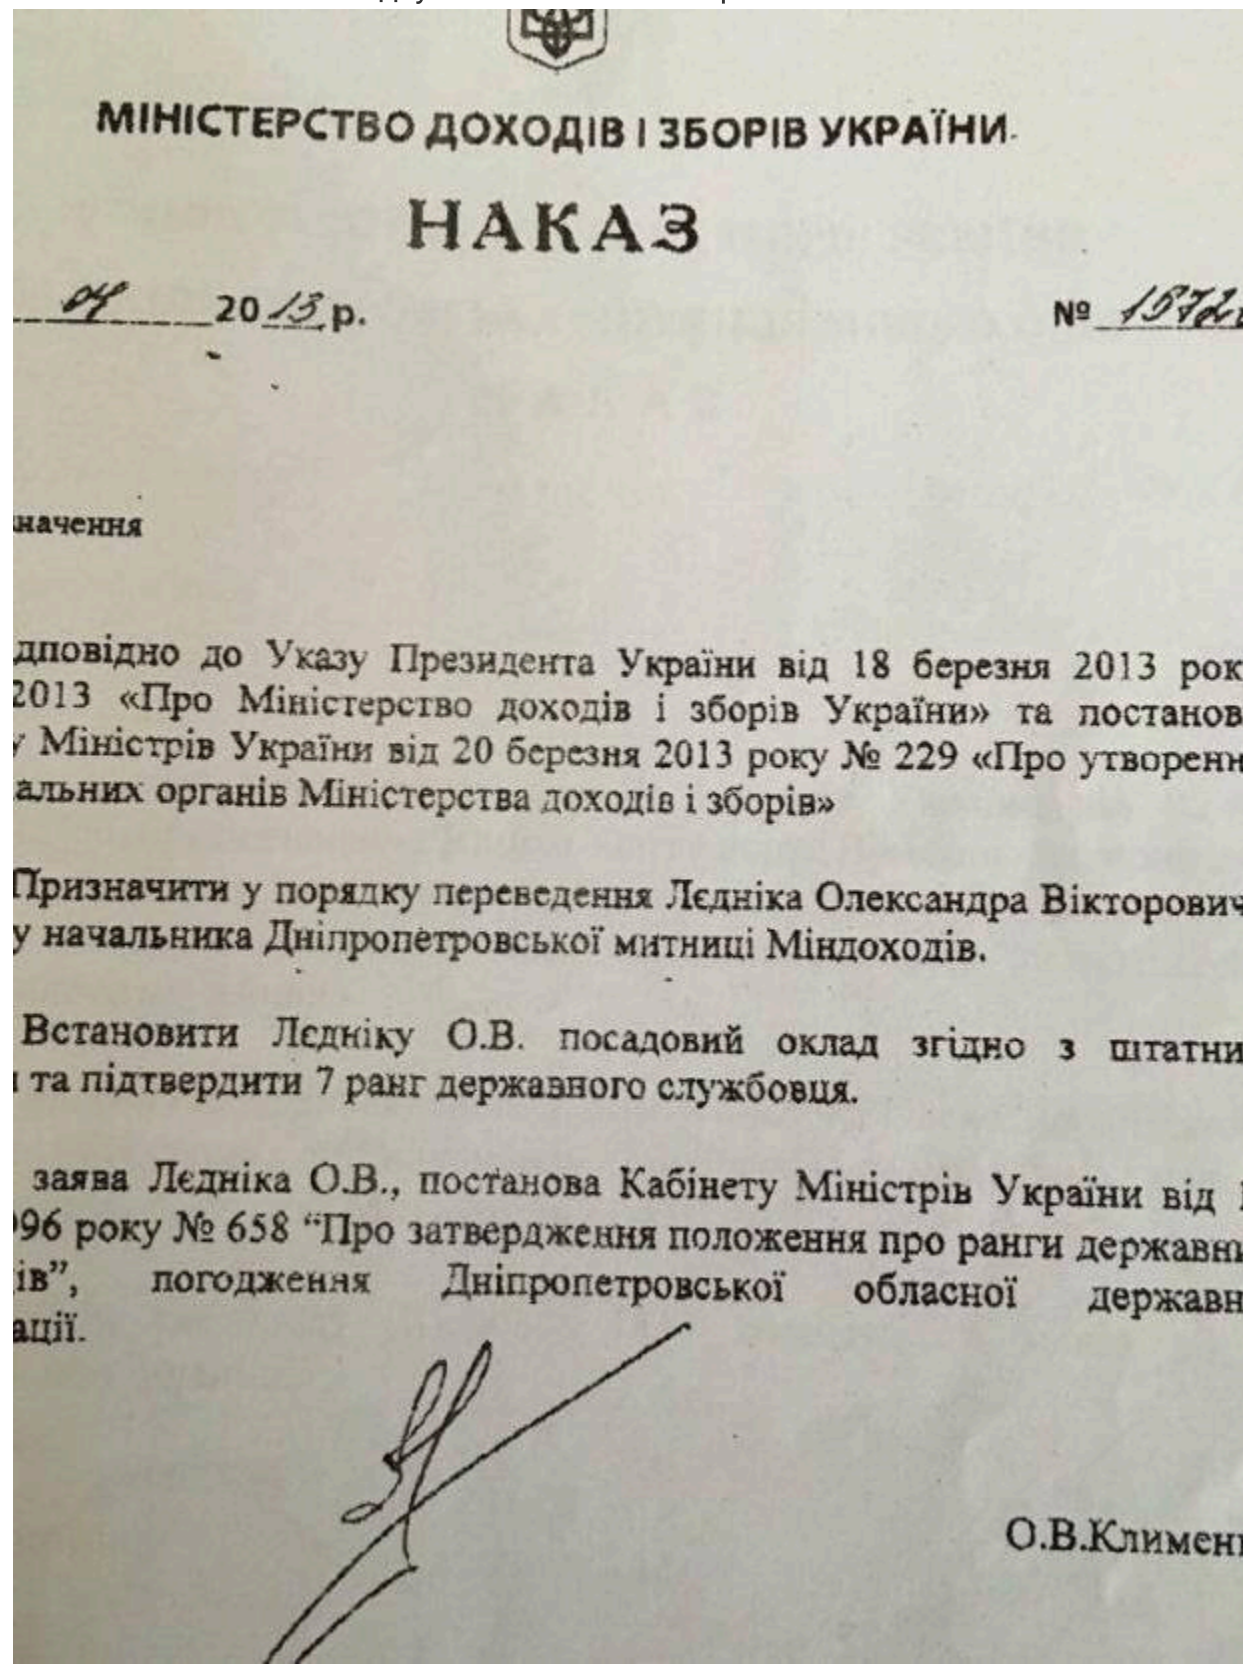 МІНІСТЕРСТВО ДОХОДІВ І ЗБОРІВ УКРАЇНИ
НАКАЗ
04 2013 р. № 1572
значення
дповідно до Указу Президента України від 18 березня 2013 рок
2013 «Про Міністерство доходів і зборів України» та постанов
у Міністрів України від 20 березня 2013 року № 229 «Про утворенн
альних органів Міністерства доходів і зборів»
Призначити у порядку переведення Лєдніка Олександра Вікторович
у начальника Дніпропетровської митниці Міндоходів.
Встановити Лєдніку О.В. посадовий оклад згідно з штатни
та підтвердити 7 ранг державного службовця.
заява Лєдніка О.В., постанова Кабінету Міністрів України від
996 року № 658 “Про затвердження положення про ранги державни
ів”, погодження Дніпропетровської обласної державн
ації.
О.В.Климен